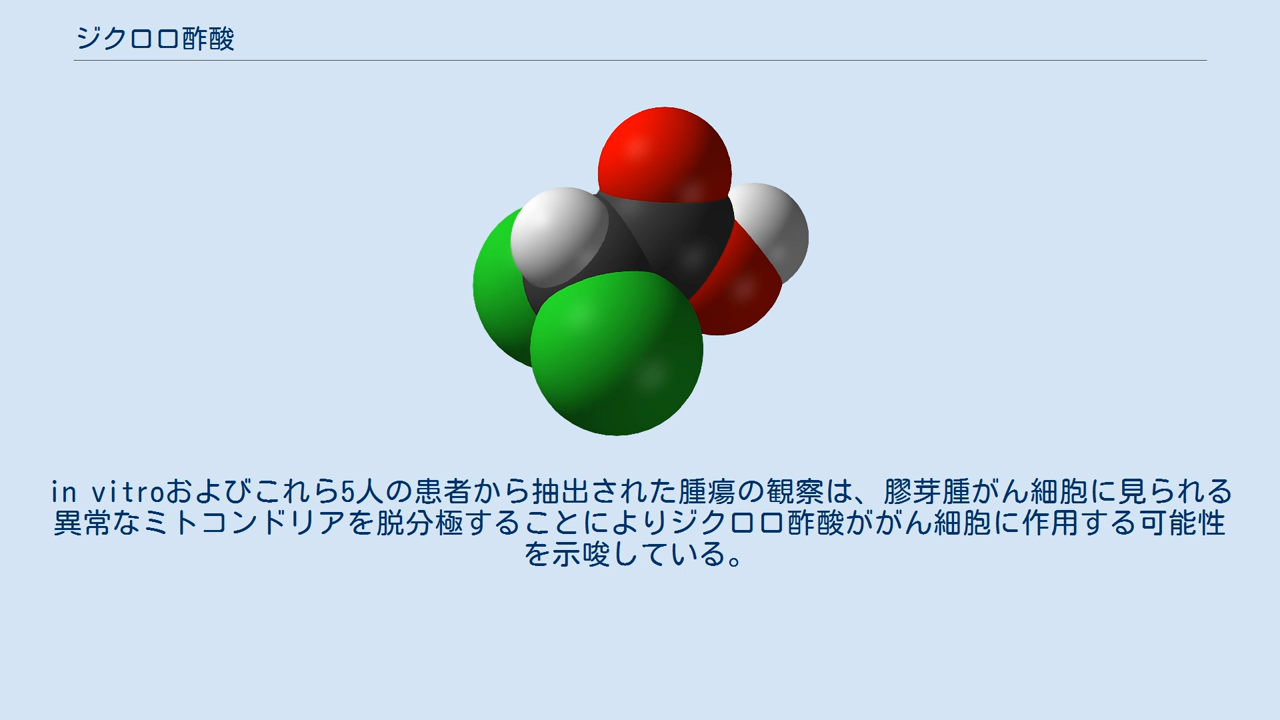 ジクロロ酢酸
in vitroおよびこれら5人の患者から抽出された腫瘍の観察は、膠芽腫がん細胞に見られる
異常なミトコンドリアを脱分極することによりジクロロ酢酸ががん細胞に作用する可能性
を示唆している。